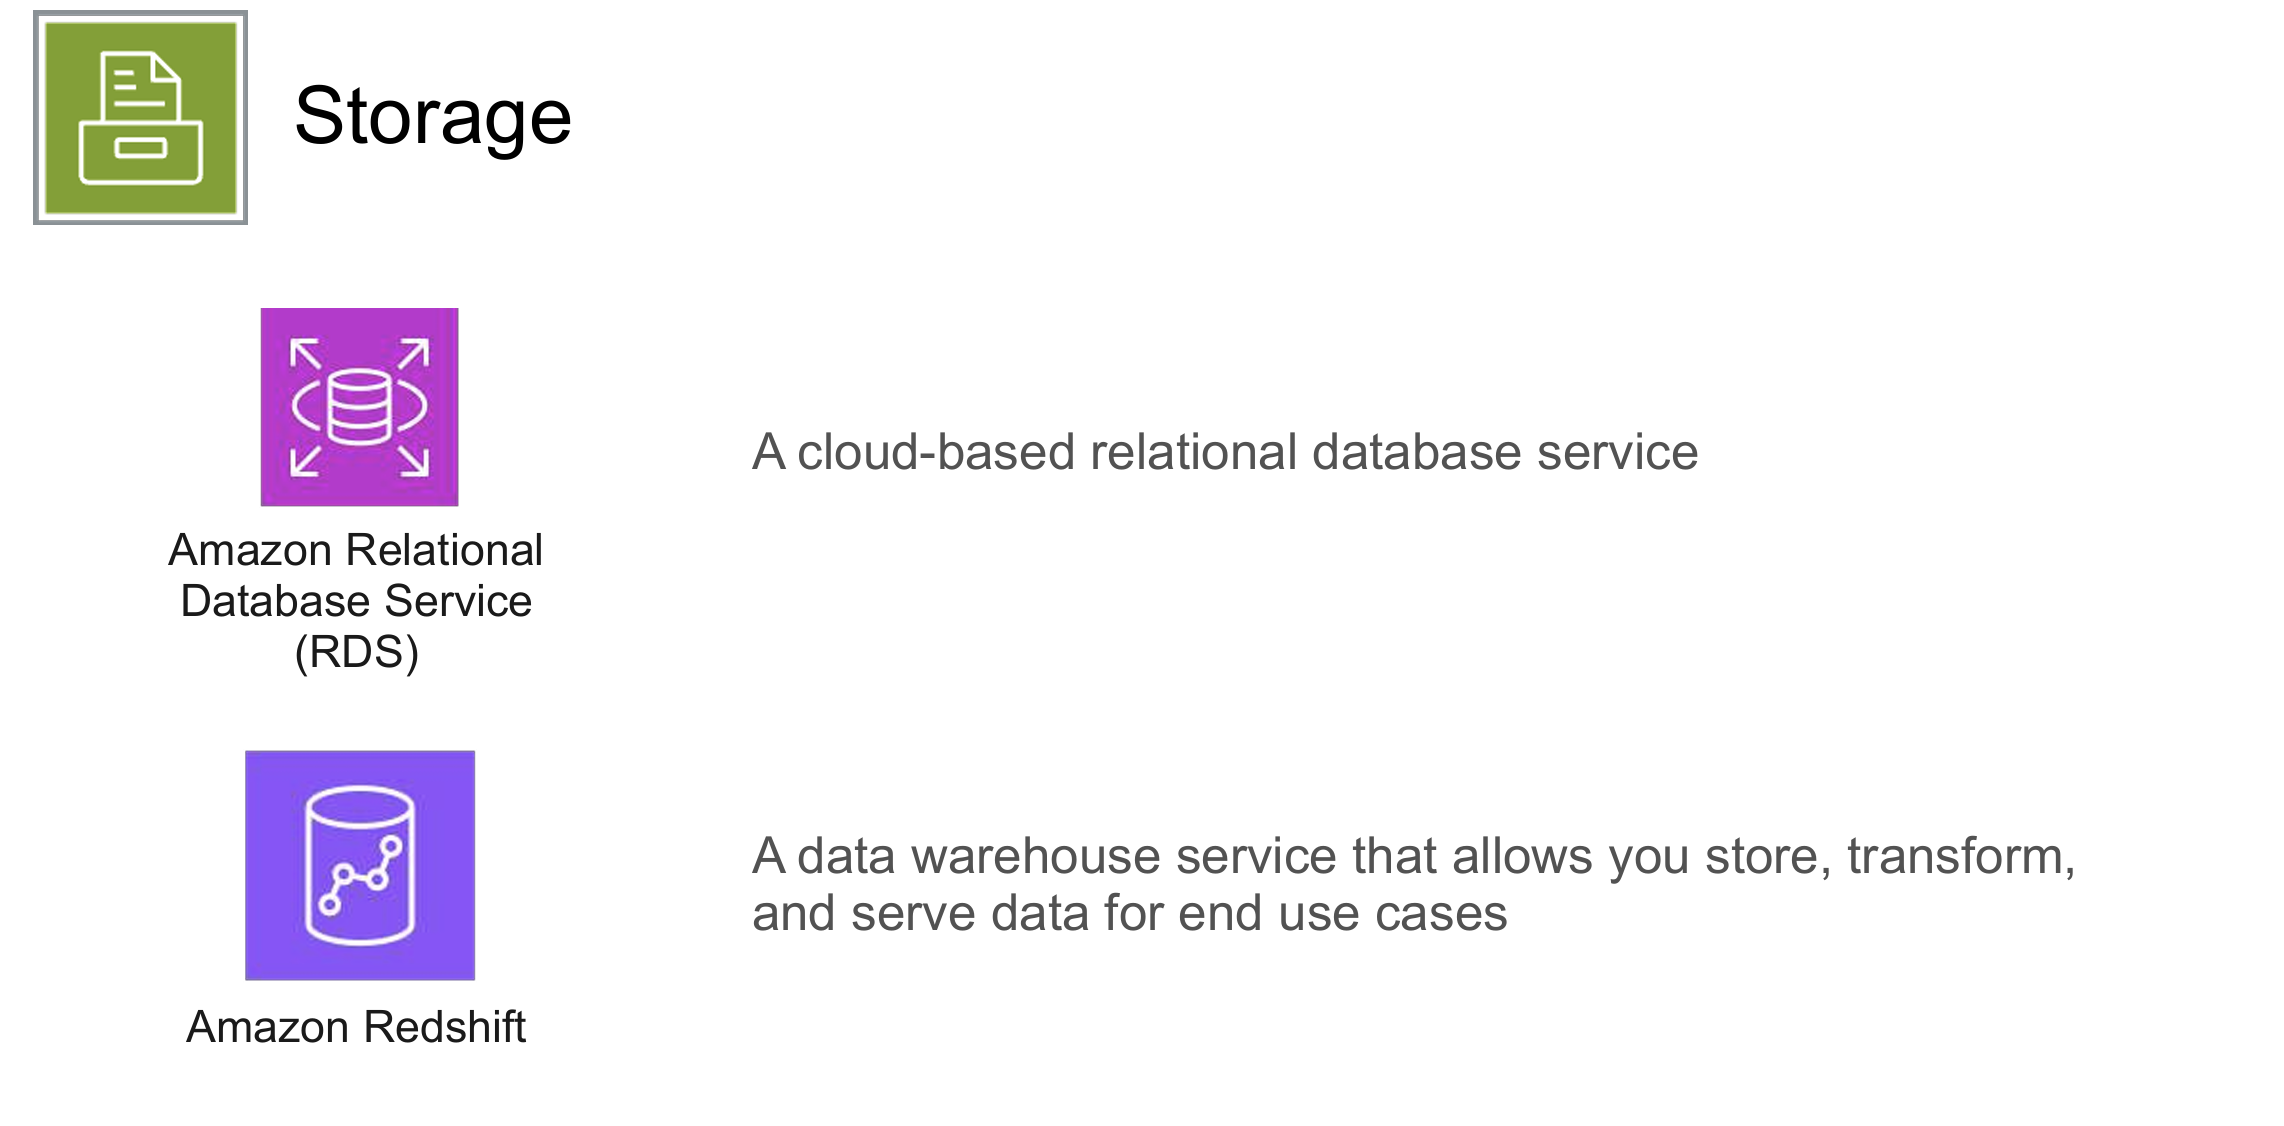 Storage
A cloud-based relational database service
Amazon Relational
Database Service
(RDS)
A data warehouse service that allows you store, transform,
and serve data for end use cases
Amazon Redshift